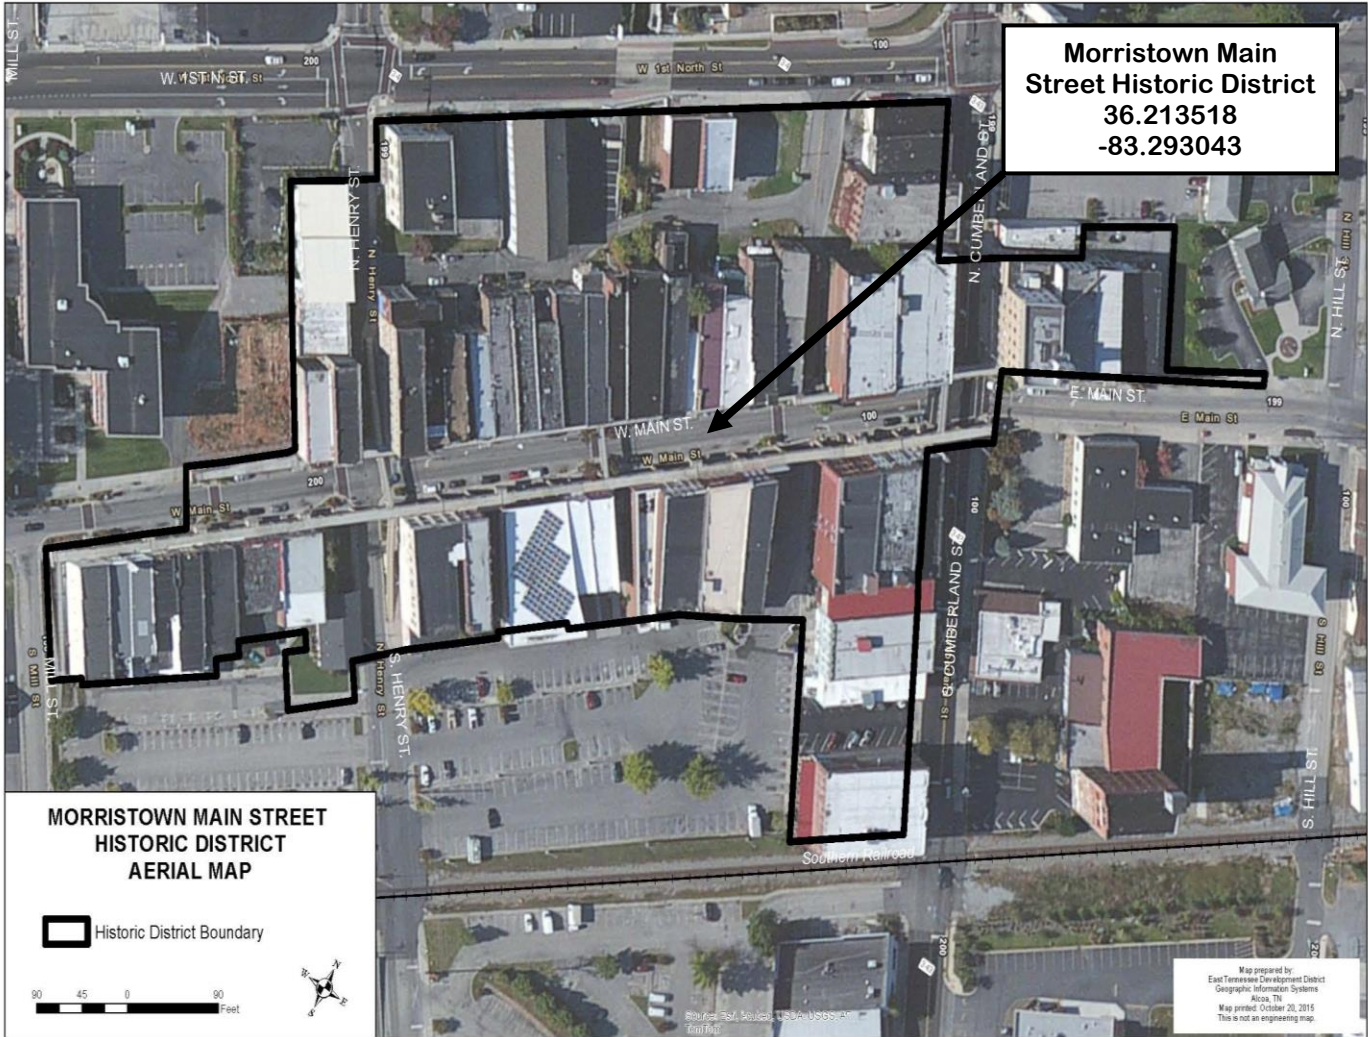 MILL ST.
W. 1ST N. ST.
200
W 1st North St
100
Morristown Main
Street Historic District
36.213518
-83.293043
N. HENRY ST.
N Henry St
199
N. CUMBERLAND ST.
199
N. HILL ST.
N Hill St
W. MAIN ST.
W Main St
100
E. MAIN ST.
E Main St
199
200
W Main St
100
100
S. CUMBERLAND ST.
S Hill St
S. HILL ST.
S Mill St
MILL ST.
N Henry St
S. HENRY ST.
Southern Railroad
200
MORRISTOWN MAIN STREET
HISTORIC DISTRICT
AERIAL MAP
Historic District Boundary
90 45 0 90
Feet
N
W
E
S
Map prepared by:
East Tennessee Development District
Geographic Information Systems
Alcoa, TN
Map printed: October 20, 2016
This is not an engineering map.